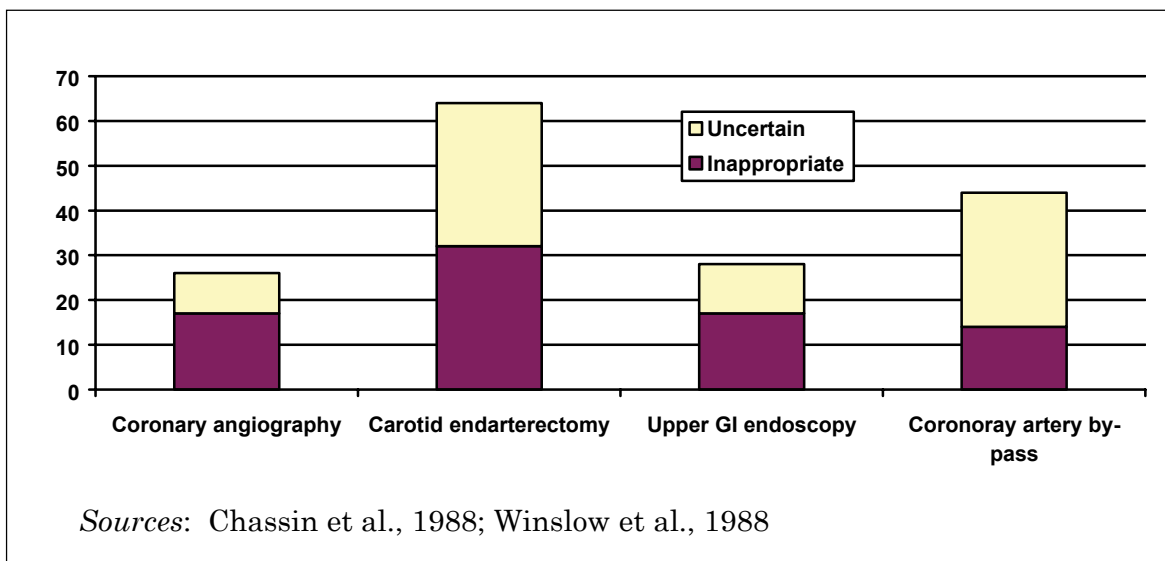 70
60
50
40
30
20
10
0
Uncertain
Inappropriate
Coronary angiography
Carotid endarterectomy
Upper GI endoscopy
Coronoray artery by-
pass
Sources: Chassin et al., 1988; Winslow et al., 1988